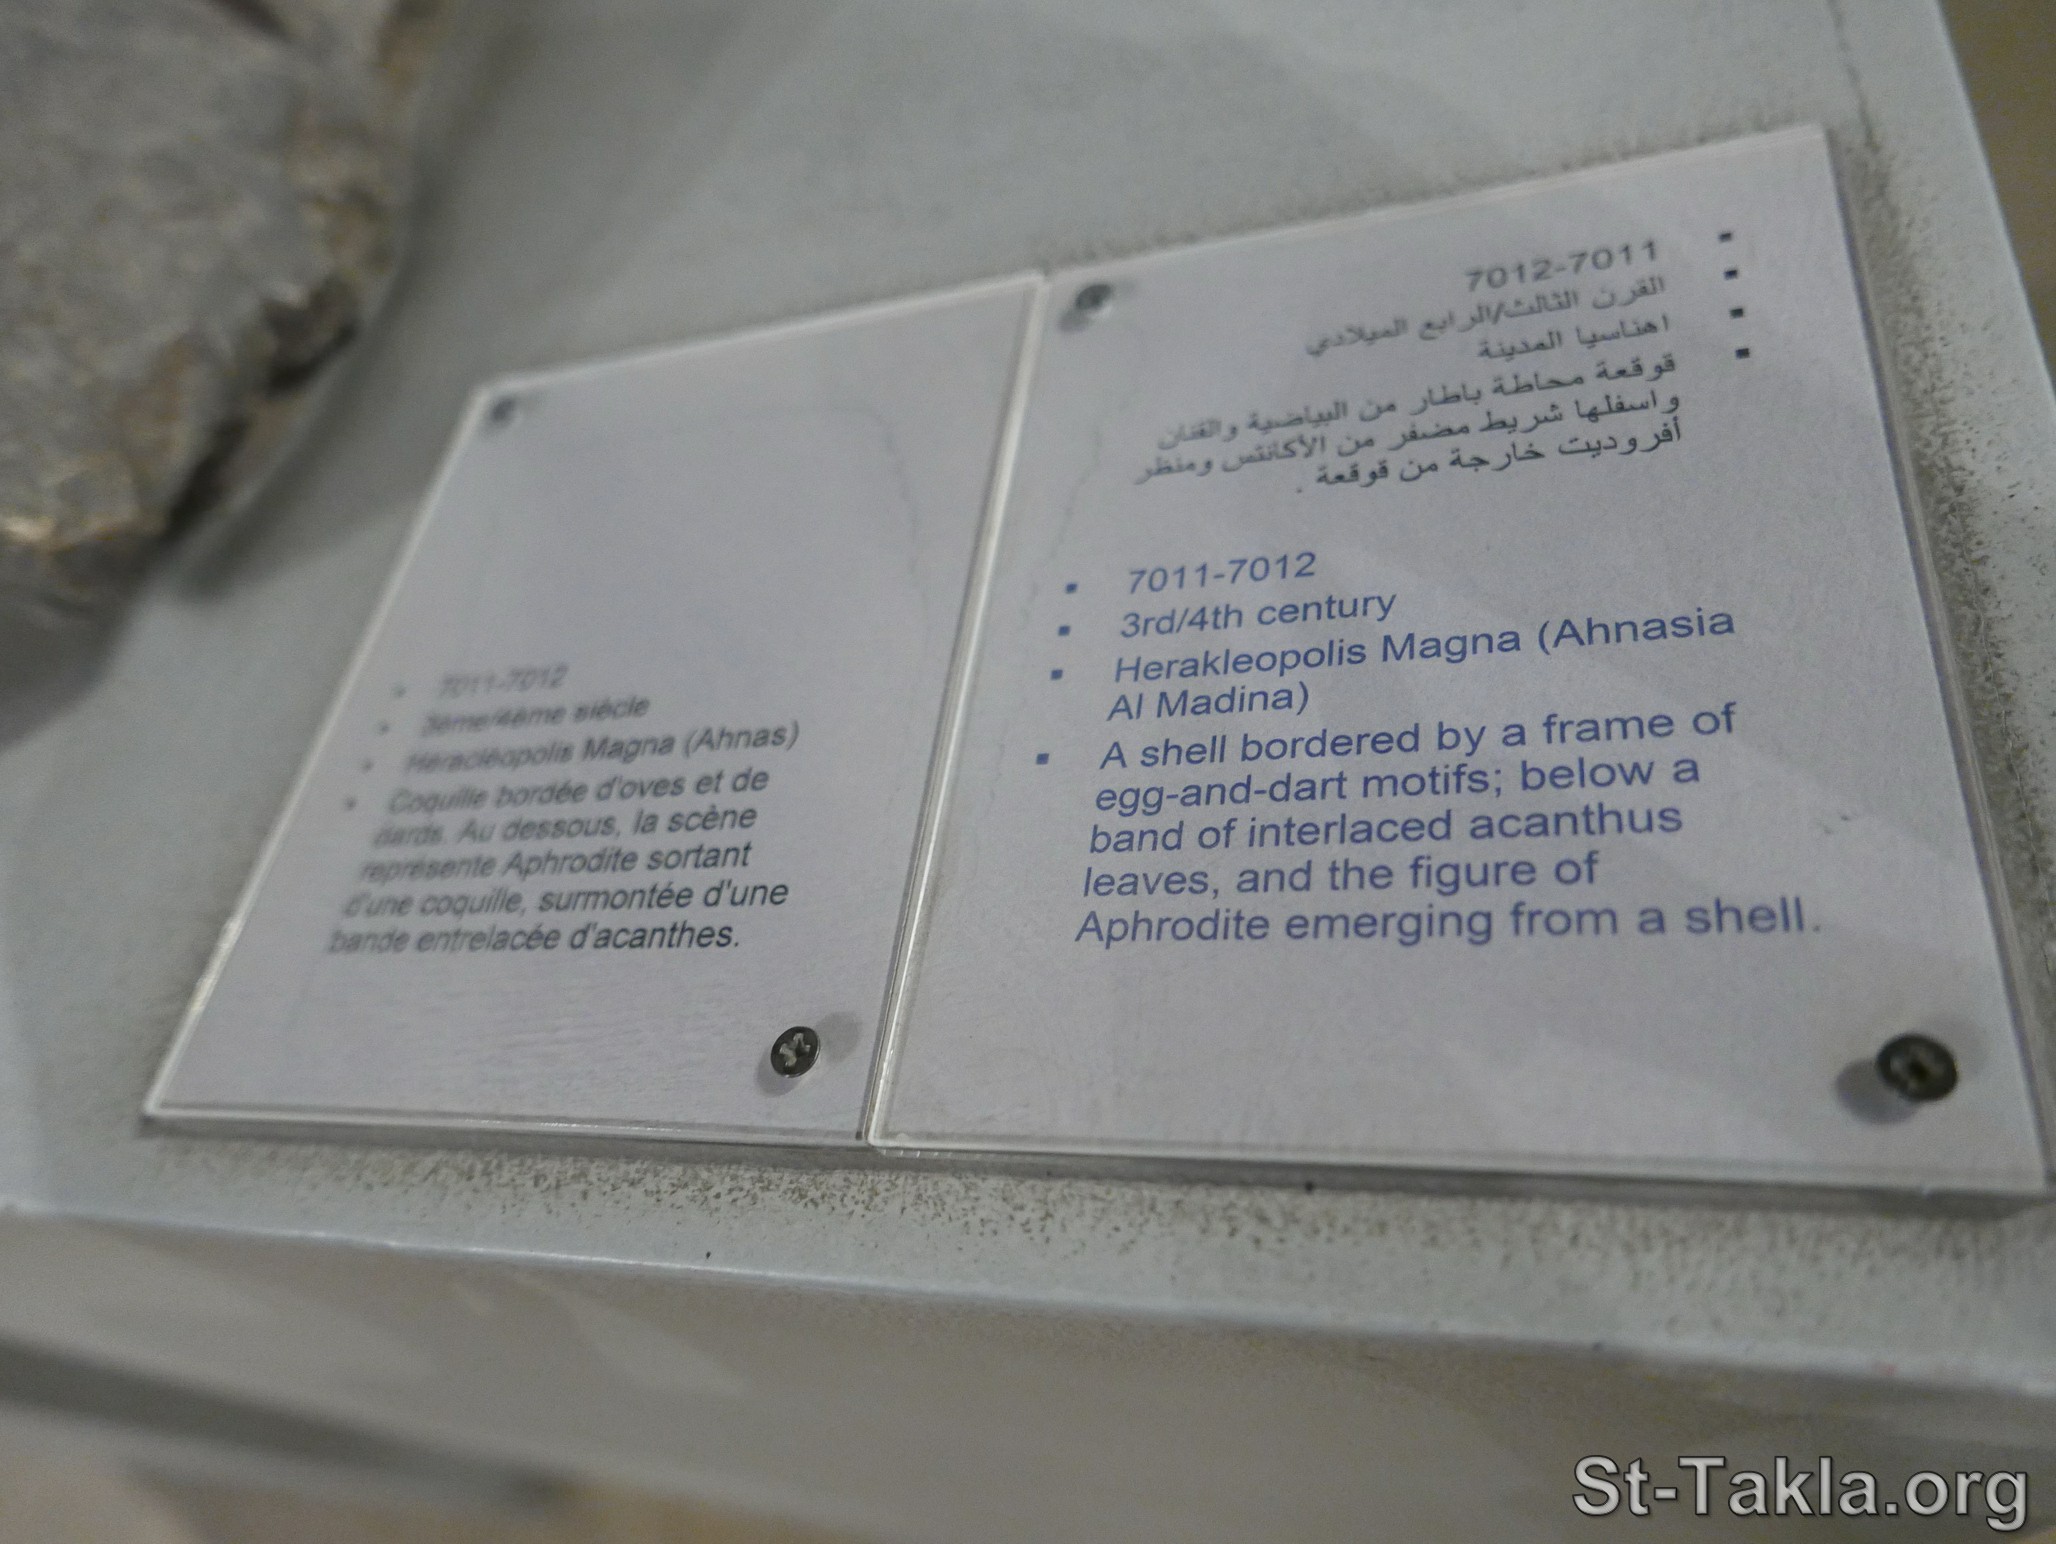 7012-7011
القرن الثالث/الرابع الميلادي
اهناسيا المدينة
قوقعة محاطة باطار من البياضية والقنان
واسفلها شريط مضفر من الأكانتس ومنظر
أفروديت خارجة من قوقعة .
7011-7012
3rd/4th century
Herakleopolis Magna (Ahnasia
Al Madina)
A shell bordered by a frame of
egg-and-dart motifs; below a
band of interlaced acanthus
leaves, and the figure of
Aphrodite emerging from a shell.
7011-7012
3ème/4ème siècle
Héracléopolis Magna (Ahnas)
Coquille bordée d'oves et de
dards. Au dessous, la scène
représente Aphrodite sortant
d'une coquille, surmontée d'une
bande entrelacée d'acanthes.
St-Takla.org